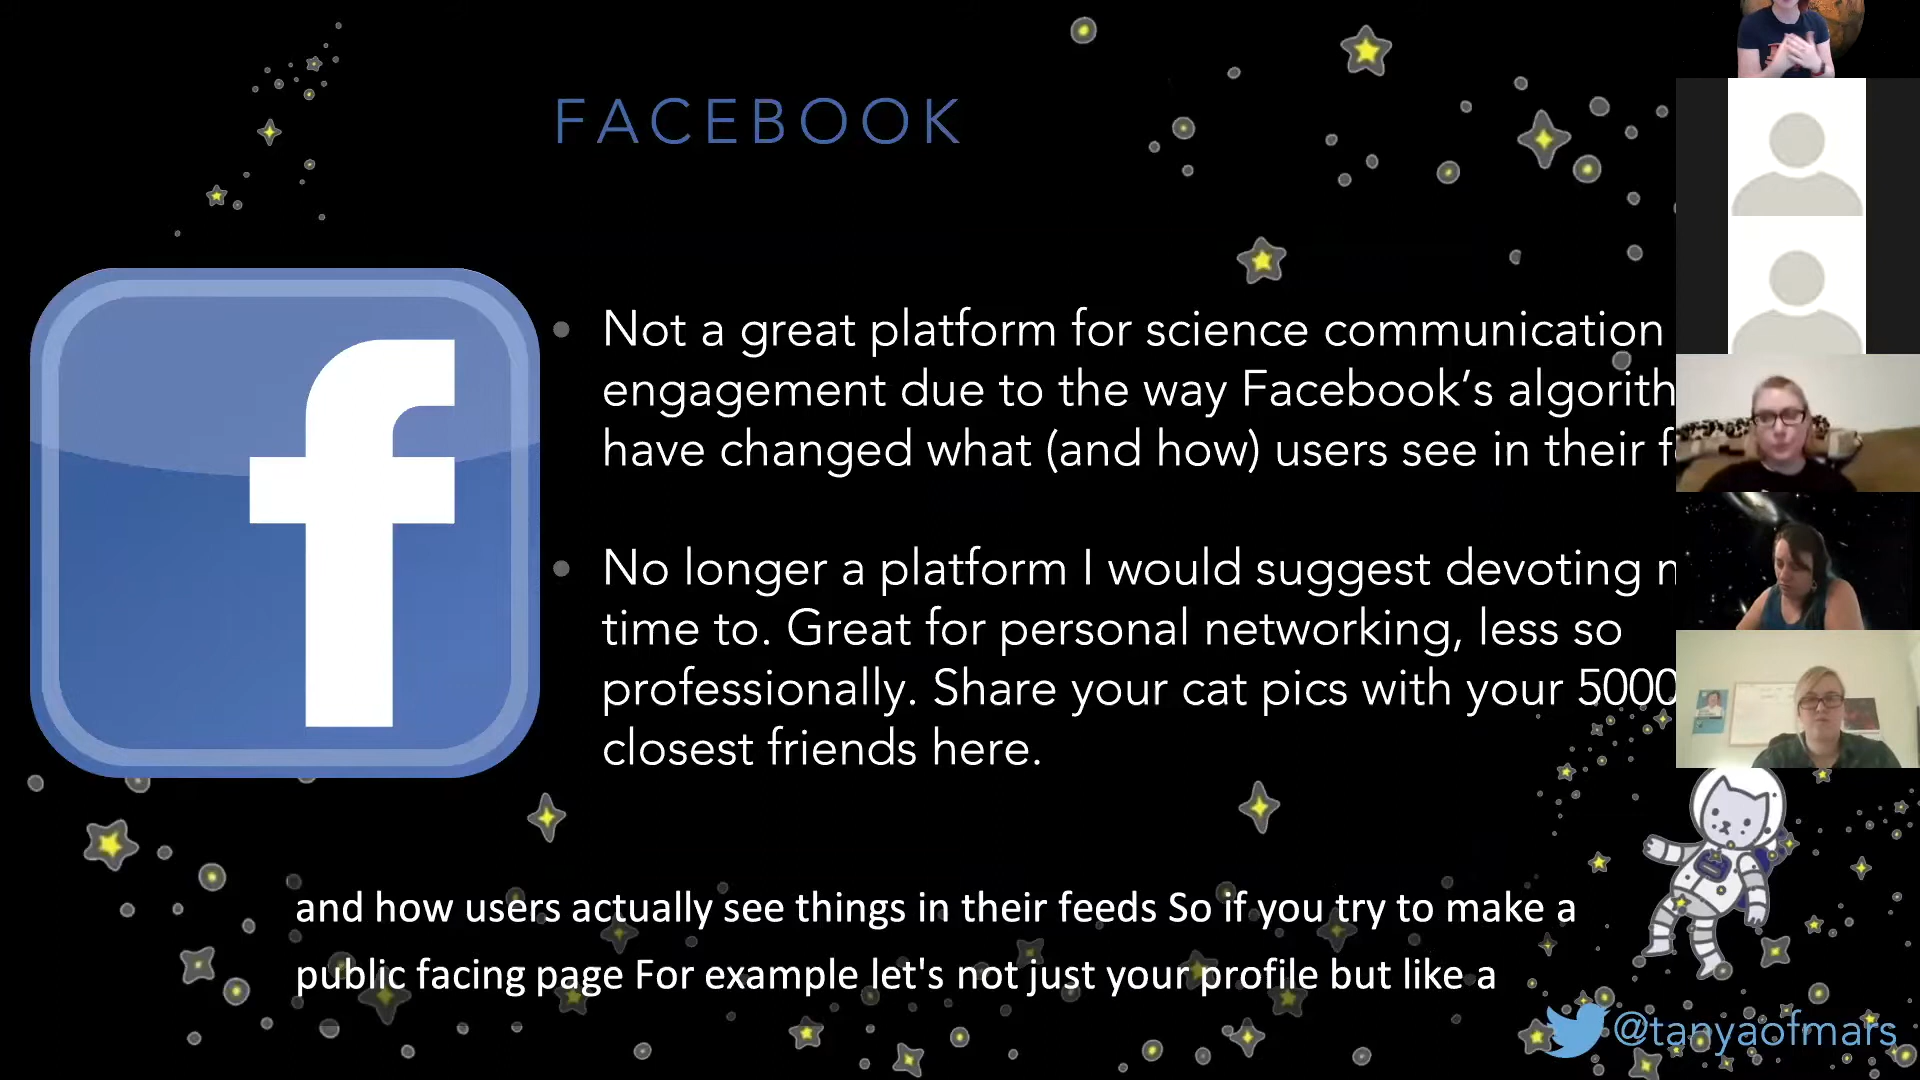 FACEBOOK
• Not a great platform for science communication
engagement due to the way Facebook’s algorith
have changed what (and how) users see in their f
• No longer a platform I would suggest devoting
time to. Great for personal networking, less so
professionally. Share your cat pics with your 5000
closest friends here.
and how users actually see things in their feeds So if you try to make a
public facing page For example let's not just your profile but like a
@tanyaofmars